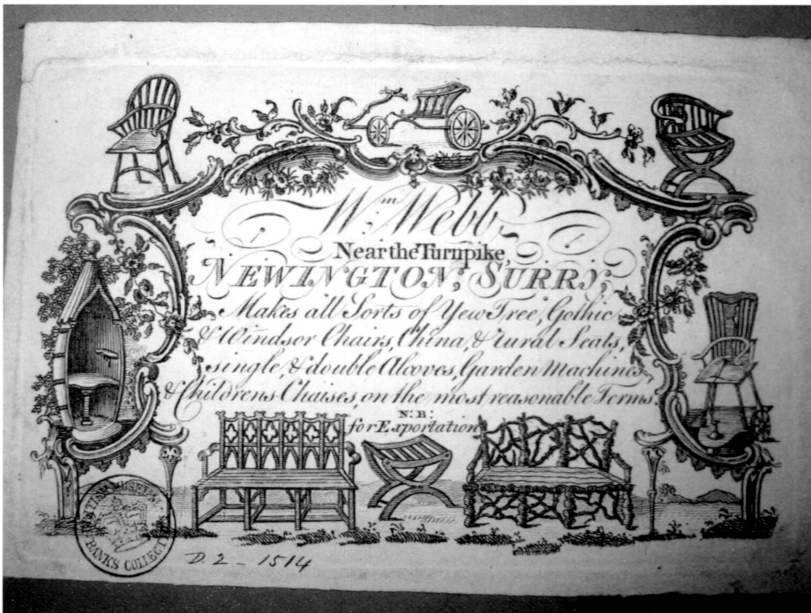 Wm. Webb,
Near the Turnpike,
NEWINGTON, SURRY,
Makes all Sorts of Yew Tree, Gothic
& Windsor Chairs, China, & rural Seats,
single, & double Alcoves, Garden Machines,
& Childrens Chaises, on the most reasonable Terms.
N:B:
for Exportation
BANKS COLLECT
D.2 - 1514